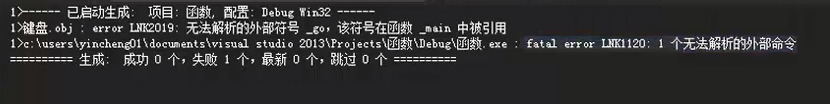 1>------ 已启动生成:  项目: 函数, 配置: Debug Win32 ------
1>键盘.obj : error LNK2019: 无法解析的外部符号 _go，该符号在函数 _main 中被引用
1>c:\users\yincheng01\documents\visual studio 2013\Projects\函数\Debug\函数.exe : fatal error LNK1120: 1 个无法解析的外部命令
========== 生成:  成功 0 个，失败 1 个，最新 0 个，跳过 0 个 ==========